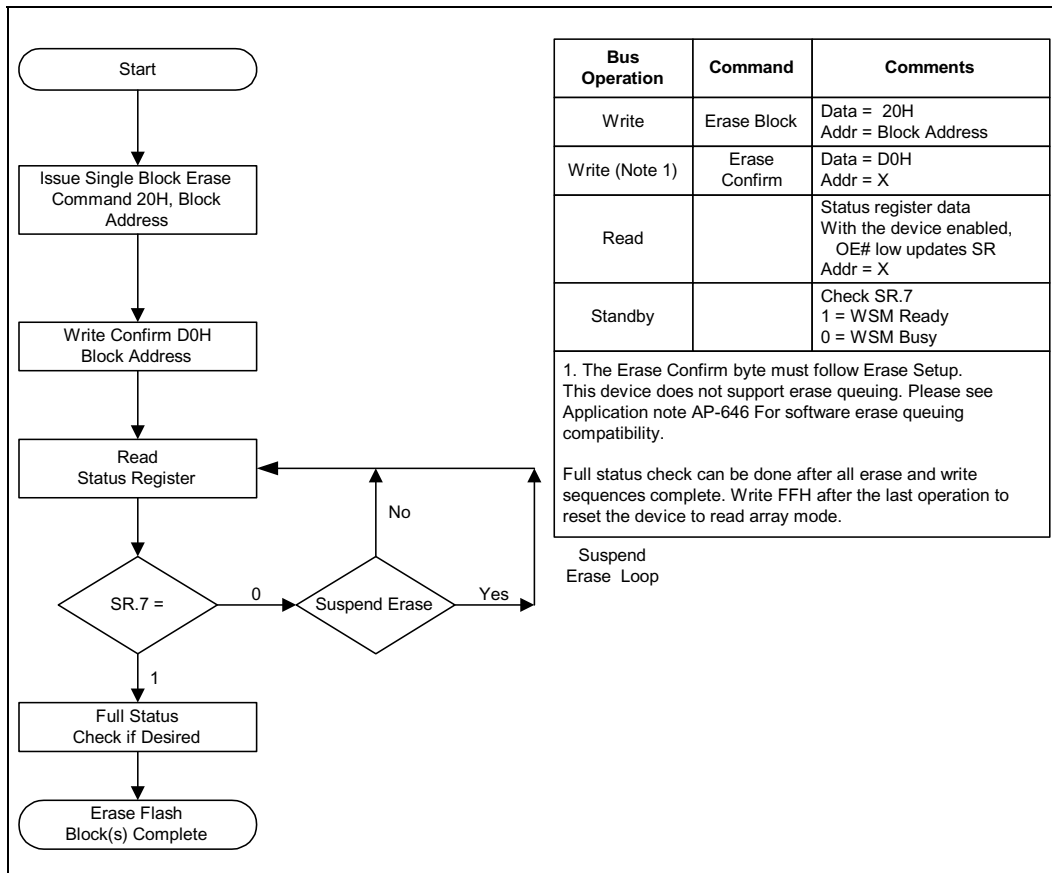 Start
Issue Single Block Erase
Command 20H, Block
Address
Write Confirm D0H
Block Address
Read
Status Register
No
SR.7 =
0
Suspend Erase
Yes
1
Full Status
Check if Desired
Erase Flash
Block(s) Complete
Bus
Operation
Command
Comments
Write
Erase Block
Data =  20H
Addr = Block Address
Write (Note 1)
Erase
Confirm
Data = D0H
Addr = X
Read
Status register data
With the device enabled,
OE# low updates SR
Addr = X
Standby
Check SR.7
1 = WSM Ready
0 = WSM Busy
1. The Erase Confirm byte must follow Erase Setup.
This device does not support erase queuing. Please see
Application note AP-646 For software erase queuing
compatibility.
Full status check can be done after all erase and write
sequences complete. Write FFH after the last operation to
reset the device to read array mode.
Suspend
Erase  Loop